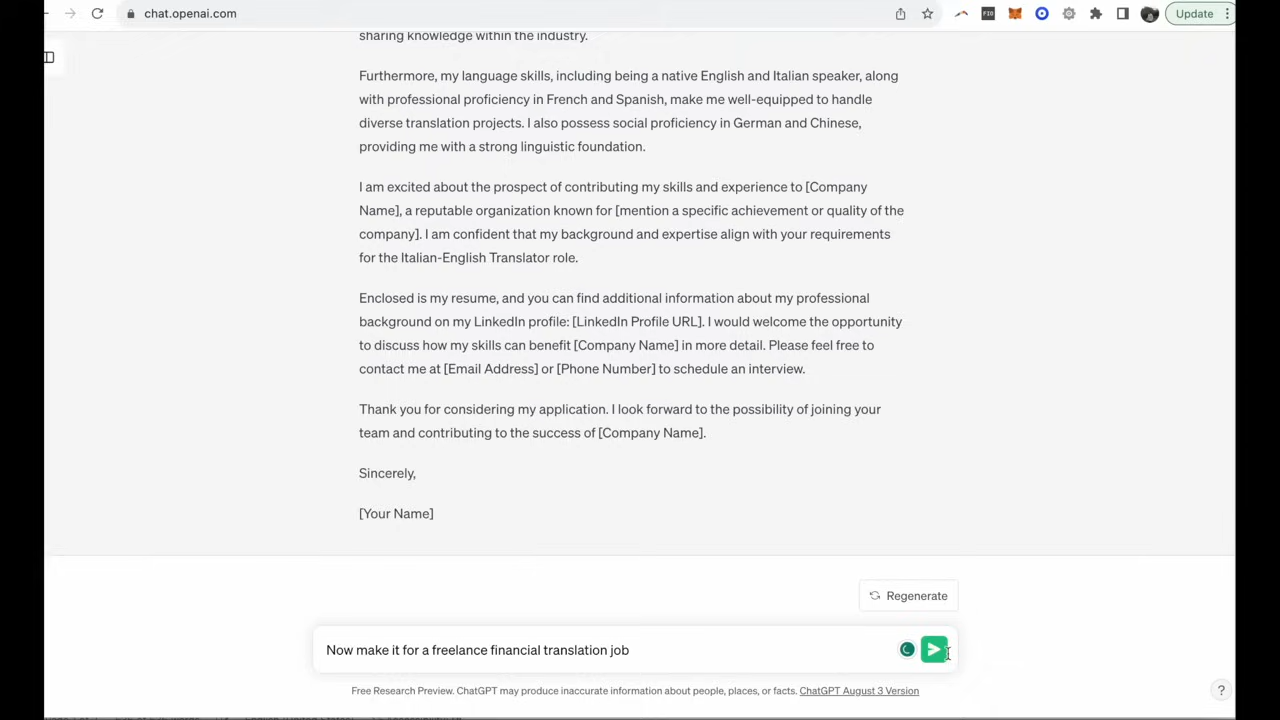 chat.openai.com
Update
sharing knowledge within the industry.
Furthermore, my language skills, including being a native English and Italian speaker, along
with professional proficiency in French and Spanish, make me well-equipped to handle
diverse translation projects. I also possess social proficiency in German and Chinese,
providing me with a strong linguistic foundation.
I am excited about the prospect of contributing my skills and experience to [Company
Name], a reputable organization known for [mention a specific achievement or quality of the
company]. I am confident that my background and expertise align with your requirements
for the Italian-English Translator role.
Enclosed is my resume, and you can find additional information about my professional
background on my LinkedIn profile: [LinkedIn Profile URL]. I would welcome the opportunity
to discuss how my skills can benefit [Company Name] in more detail. Please feel free to
contact me at [Email Address] or [Phone Number] to schedule an interview.
Thank you for considering my application. I look forward to the possibility of joining your
team and contributing to the success of [Company Name].
Sincerely,
[Your Name]
Regenerate
Now make it for a freelance financial translation job
Free Research Preview. ChatGPT may produce inaccurate information about people, places, or facts. ChatGPT August 3 Version
?